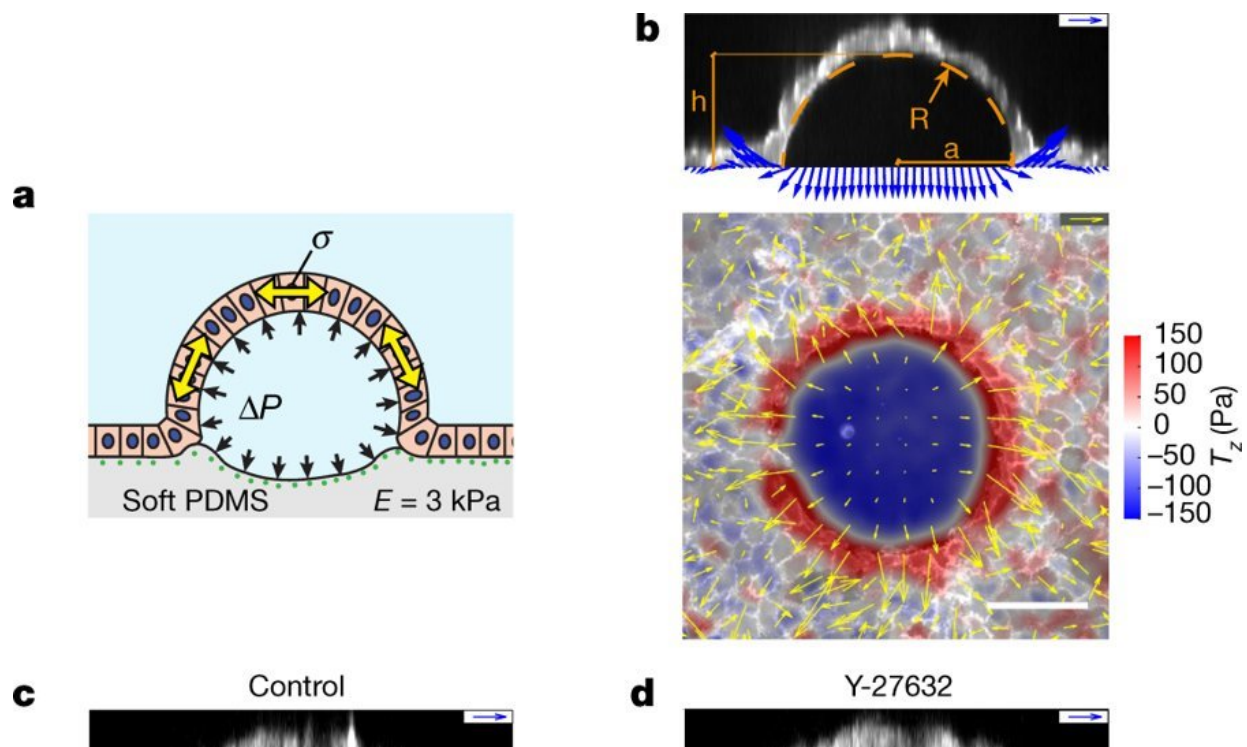 a
σ
ΔP
Soft PDMS
E = 3 kPa
b
h
R
a
150
100
50
0
−50
−100
−150
T_z (Pa)
c
Control
d
Y-27632